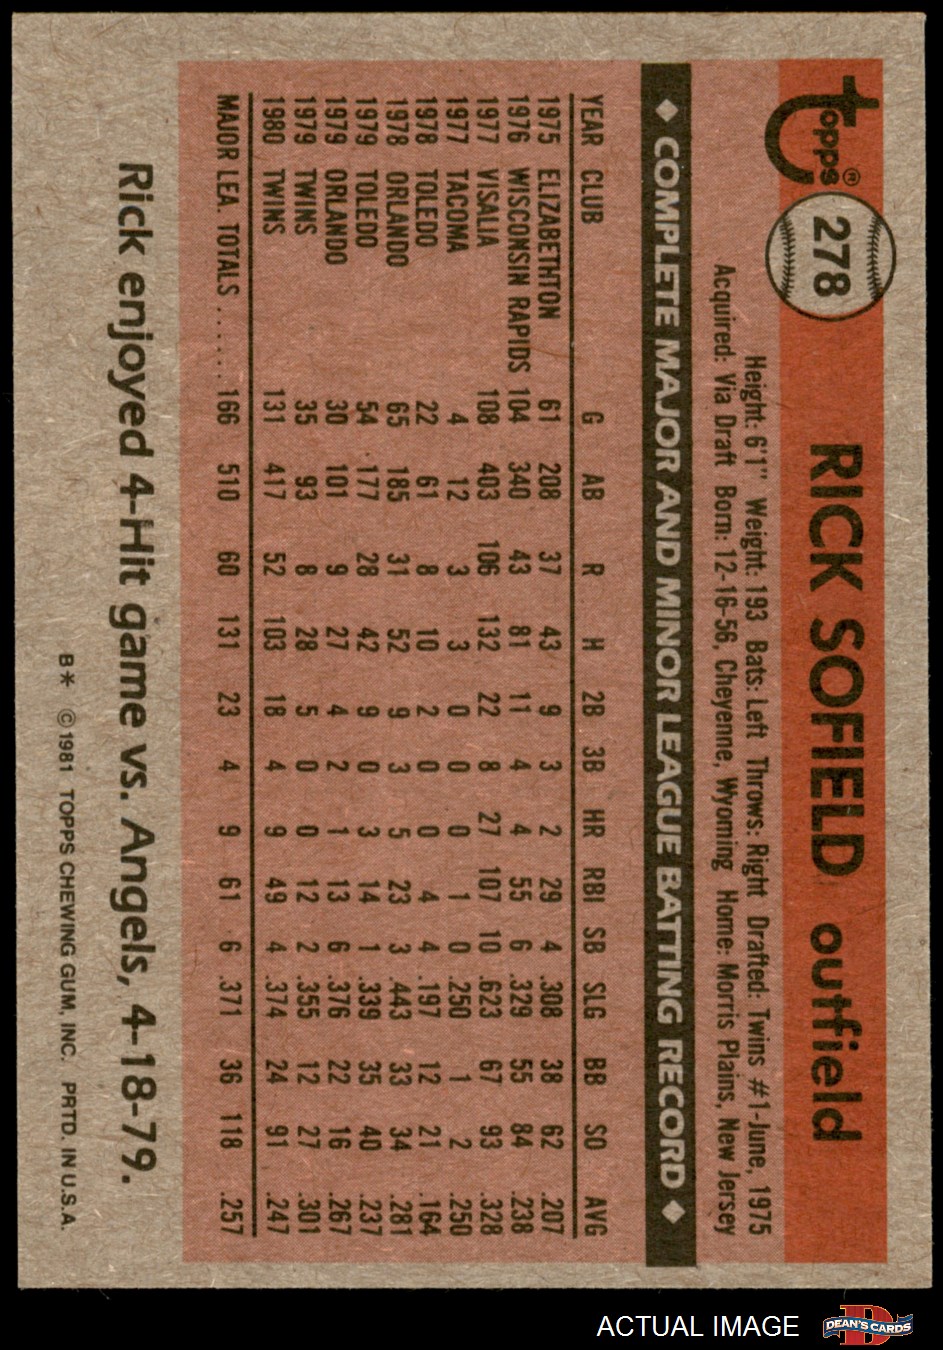 Topps®
278
RICK SOFIELD outfield
Height: 6'1" Weight: 193 Bats: Left Throws: Right Drafted: Twins #1-June, 1975
Acquired: Via Draft Born: 12-16-56, Cheyenne, Wyoming Home: Morris Plains, New Jersey
◆ COMPLETE MAJOR AND MINOR LEAGUE BATTING RECORD ◆
YEAR CLUB G AB R H 2B 3B HR RBI SB SLG BB SO AVG
1975 ELIZABETHTON 61 208 37 43 9 3 2 29 4 .308 38 62 .207
1976 WISCONSIN RAPIDS 104 340 43 81 11 4 4 55 6 .329 55 84 .238
1977 VISALIA 108 403 106 132 22 8 27 107 10 .623 67 93 .328
1977 TACOMA 4 12 3 3 0 0 0 1 0 .250 1 2 .250
1978 TOLEDO 22 61 8 10 2 0 0 4 4 .197 12 21 .164
1978 ORLANDO 65 185 31 52 9 3 5 23 3 .443 33 34 .281
1979 TOLEDO 54 177 28 42 9 0 3 14 1 .339 35 40 .237
1979 ORLANDO 30 101 9 27 4 2 1 13 6 .376 22 16 .267
1979 TWINS 35 93 8 28 5 0 0 12 2 .355 12 27 .301
1980 TWINS 131 417 52 103 18 4 9 49 4 .374 24 91 .247
MAJOR LEA. TOTALS ...... 166 510 60 131 23 4 9 61 6 .371 36 118 .257
Rick enjoyed 4-Hit game vs. Angels, 4-18-79.
B* ©1981 TOPPS CHEWING GUM, INC. PRTD. IN U.S.A.
ACTUAL IMAGE
D
DEAN'S CARDS